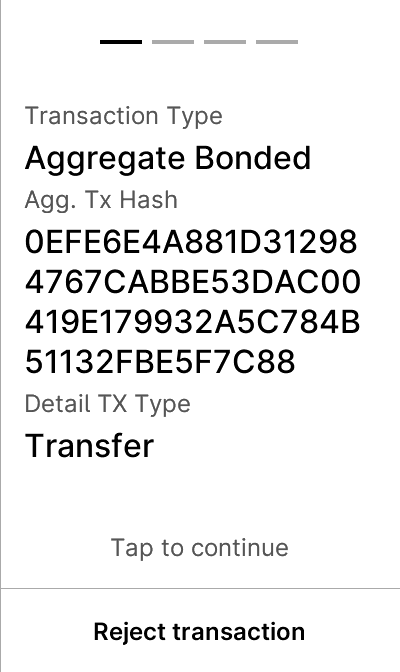 Transaction Type
Aggregate Bonded
Agg. Tx Hash
0EFE6E4A881D31298
4767CABBE53DAC00
419E179932A5C784B
51132FBE5F7C88
Detail TX Type
Transfer
Tap to continue
Reject transaction